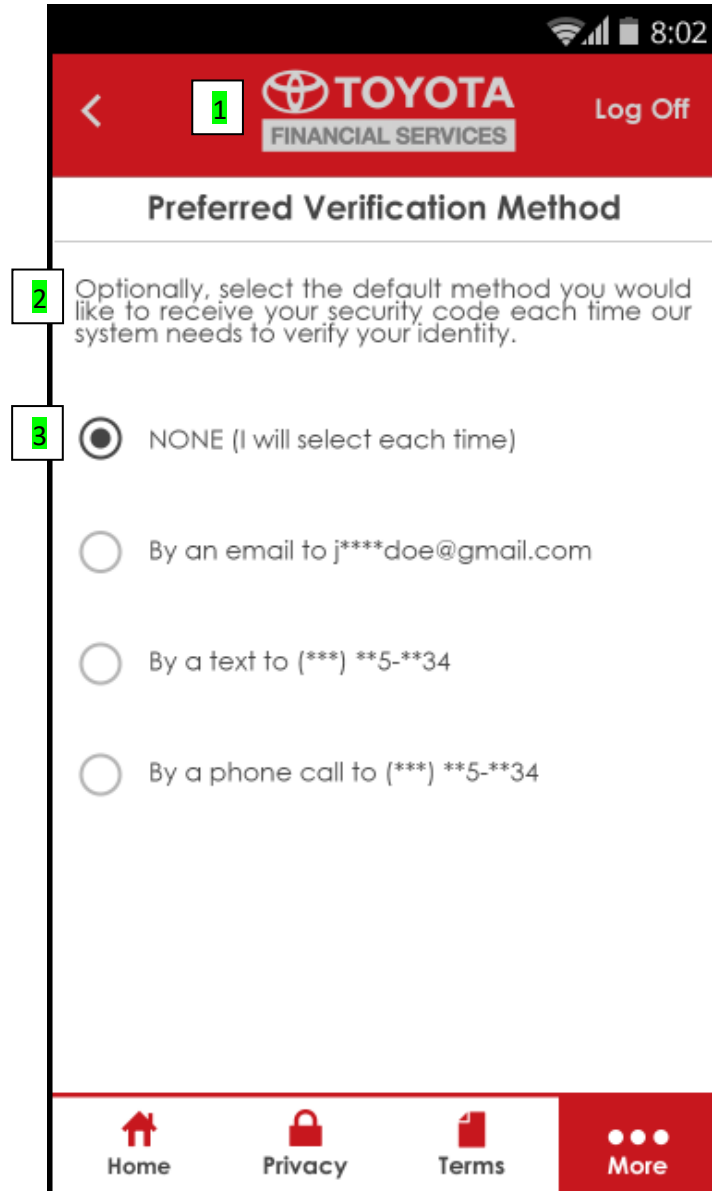 8:02
1
TOYOTA
FINANCIAL SERVICES
Log Off
Preferred Verification Method
2
Optionally, select the default method you would
like to receive your security code each time our
system needs to verify your identity.
3
NONE (I will select each time)
By an email to j****doe@gmail.com
By a text to (***) **5-**34
By a phone call to (***) **5-**34
Home
Privacy
Terms
More